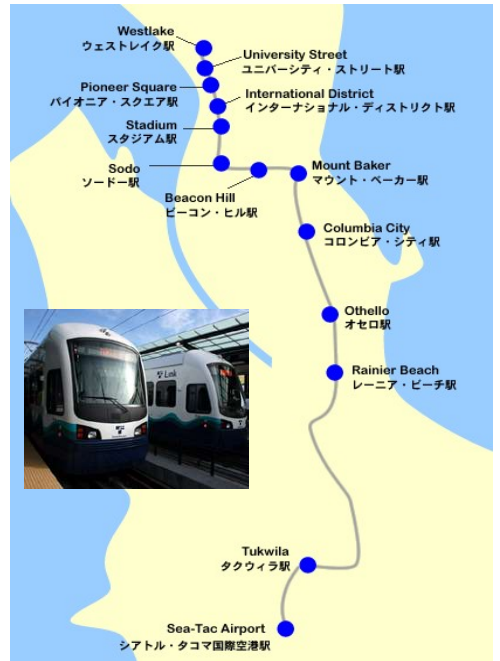 Westlake
ウェストレイク駅
University Street
ユニバーシティ・ストリート駅
Pioneer Square
パイオニア・スクエア駅
International District
インターナショナル・ディストリクト駅
Stadium
スタジアム駅
Sodo
ソードー駅
Mount Baker
マウント・ベーカー駅
Beacon Hill
ビーコン・ヒル駅
Columbia City
コロンビア・シティ駅
Othello
オセロ駅
Rainier Beach
レーニア・ビーチ駅
Link
Tukwila
タクウィラ駅
Sea-Tac Airport
シアトル・タコマ国際空港駅